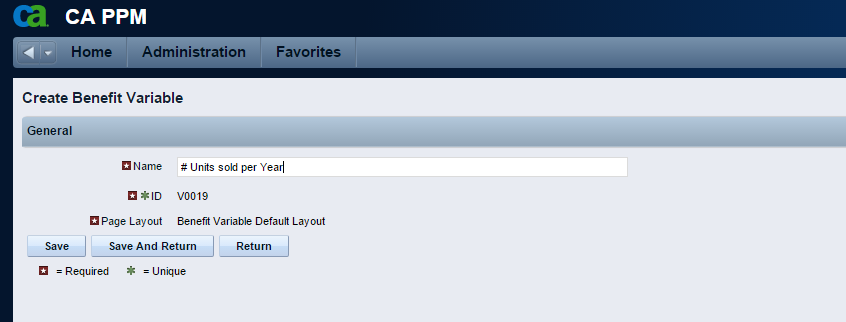 ca CA PPM
Home Administration Favorites
Create Benefit Variable
General
Name # Units sold per Year
ID V0019
Page Layout Benefit Variable Default Layout
Save Save And Return Return
= Required = Unique